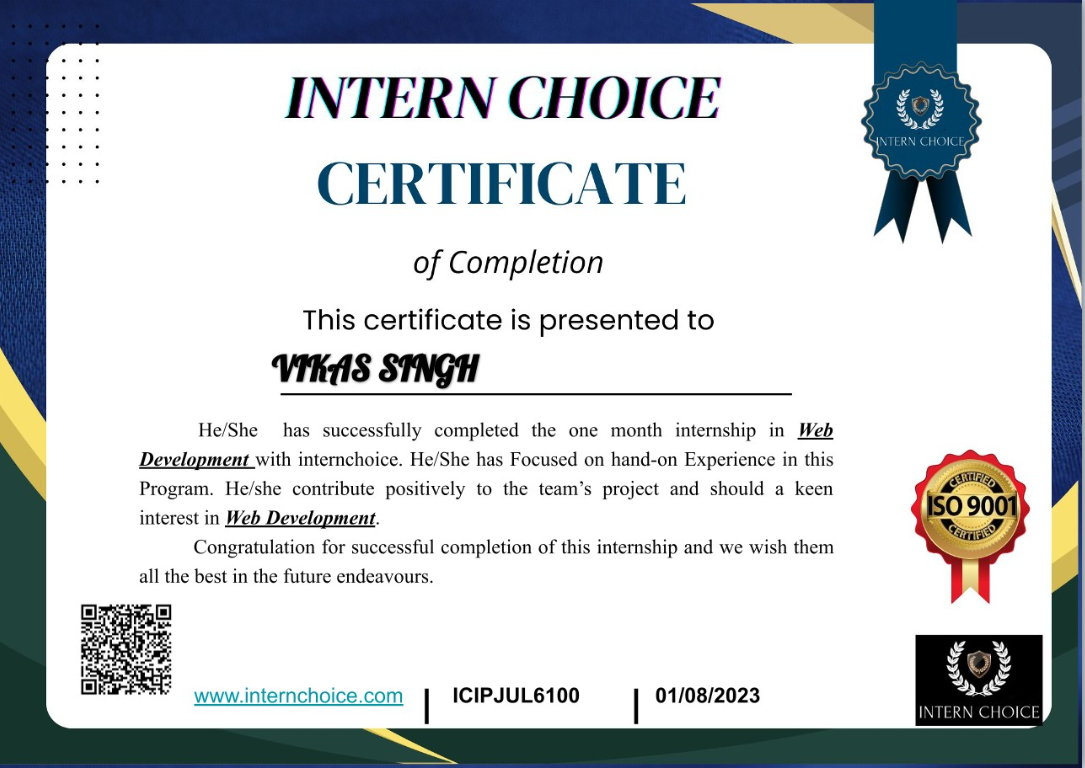 INTERN CHOICE
INTERN CHOICE
CERTIFICATE
of Completion
This certificate is presented to
VIKAS SINGH
He/She has successfully completed the one month internship in Web
Development with internchoice. He/She has Focused on hand-on Experience in this
Program. He/she contribute positively to the team’s project and should a keen
interest in Web Development.
Congratulation for successful completion of this internship and we wish them
all the best in the future endeavours.
CERTIFIED
ISO 9001
CERTIFIED
www.internchoice.com | ICIPJUL6100 | 01/08/2023
INTERN CHOICE